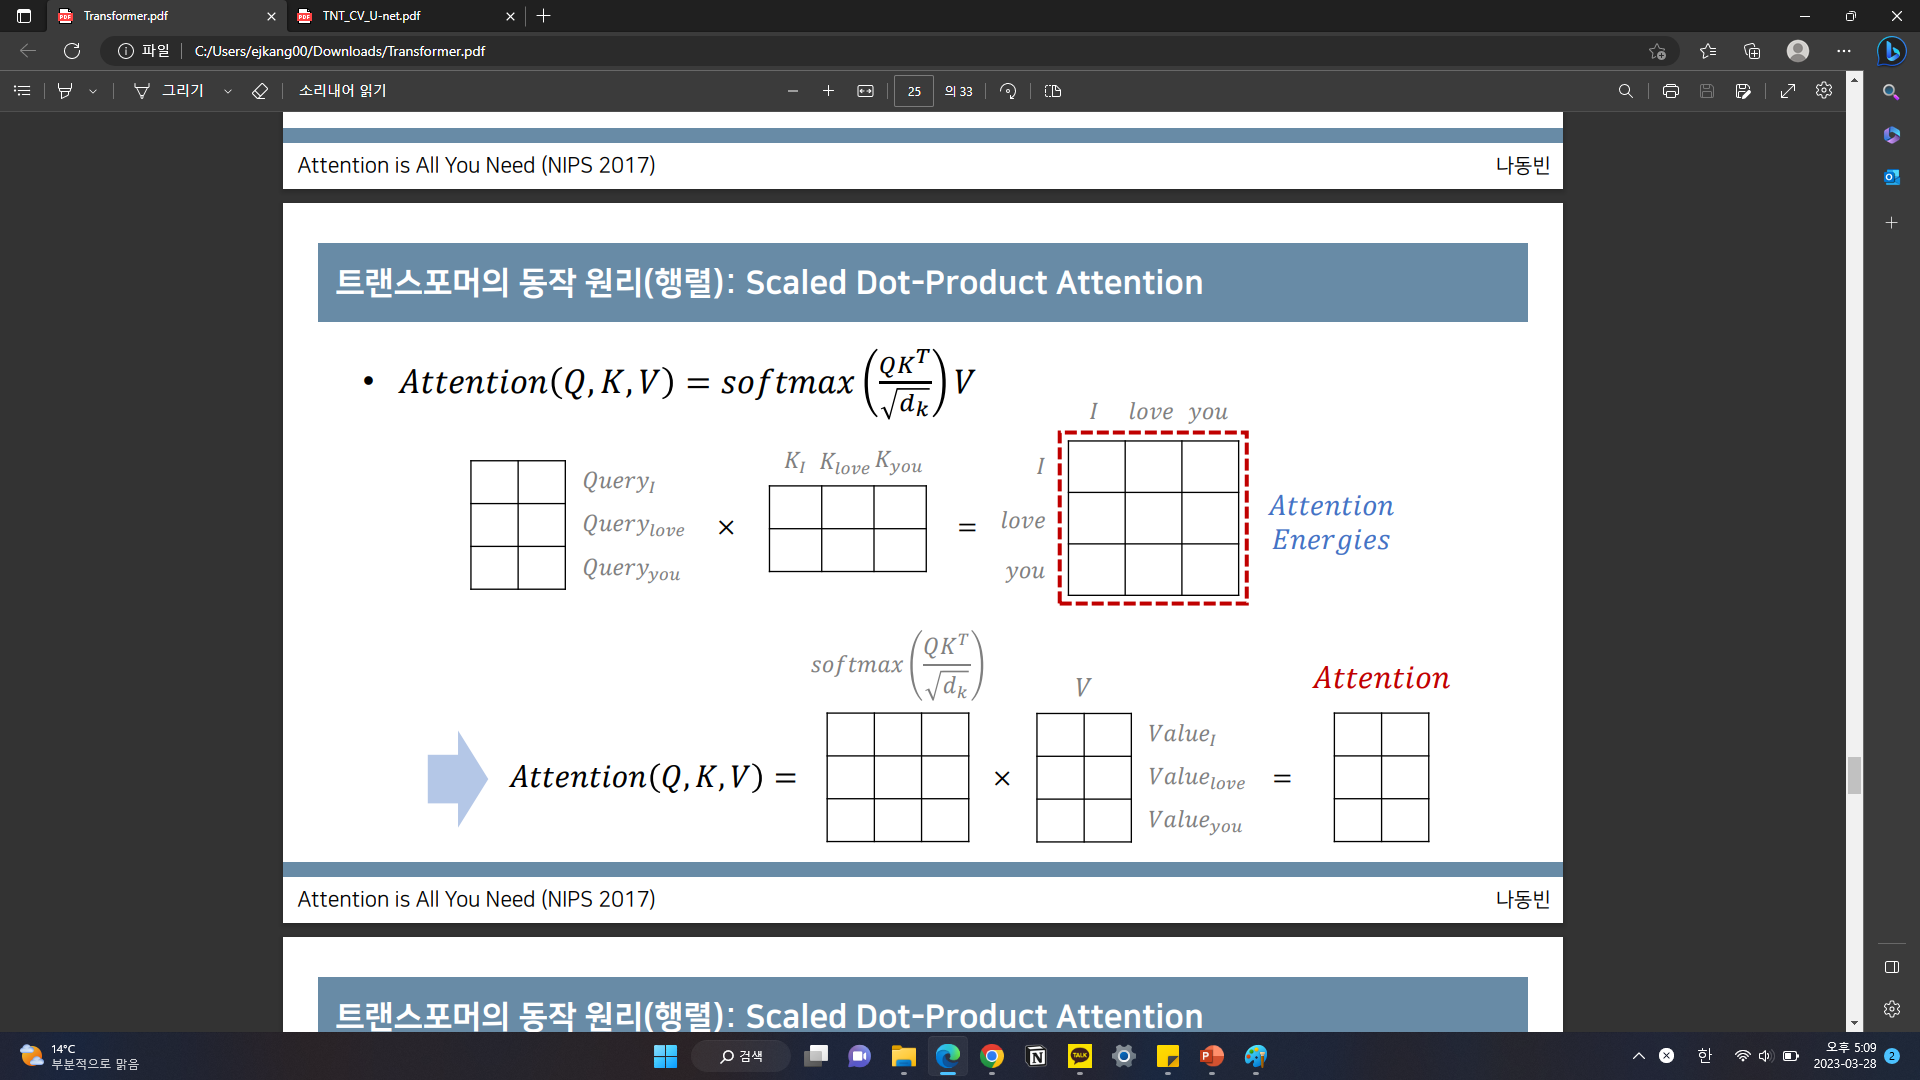 Transformer.pdf
TNT_CV_U-net.pdf
파일
C:/Users/ejkang00/Downloads/Transformer.pdf
그리기
소리내어 읽기
25
의 33
Attention is All You Need (NIPS 2017)
나동빈
트랜스포머의 동작 원리(행렬): Scaled Dot-Product Attention
• Attention(Q, K, V) = softmax(QK^T/√d_k)V
I love you
K_I K_love K_you
Query_I
Query_love
Query_you
×
=
I
love
you
Attention
Energies
softmax(QK^T/√d_k)
V
Attention
Attention(Q, K, V) =
×
Value_I
Value_love
Value_you
=
Attention is All You Need (NIPS 2017)
나동빈
트랜스포머의 동작 원리(행렬): Scaled Dot-Product Attention
14°C
부분적으로 맑음
검색
TALK
한
오후 5:09
2023-03-28
2